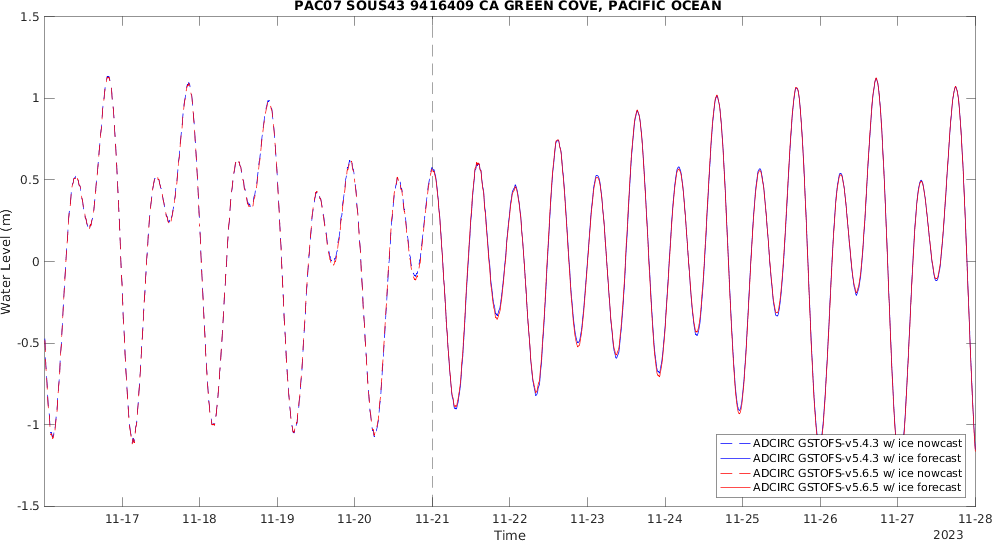 PAC07 SOUS43 9416409 CA GREEN COVE, PACIFIC OCEAN
1.5
1
0.5
0
-0.5
-1
-1.5
Water Level (m)
ADCIRC GSTOFS-v5.4.3 w/ ice nowcast
ADCIRC GSTOFS-v5.4.3 w/ ice forecast
ADCIRC GSTOFS-v5.6.5 w/ ice nowcast
ADCIRC GSTOFS-v5.6.5 w/ ice forecast
11-17 11-18 11-19 11-20 11-21 11-22 11-23 11-24 11-25 11-26 11-27 11-28
Time
2023